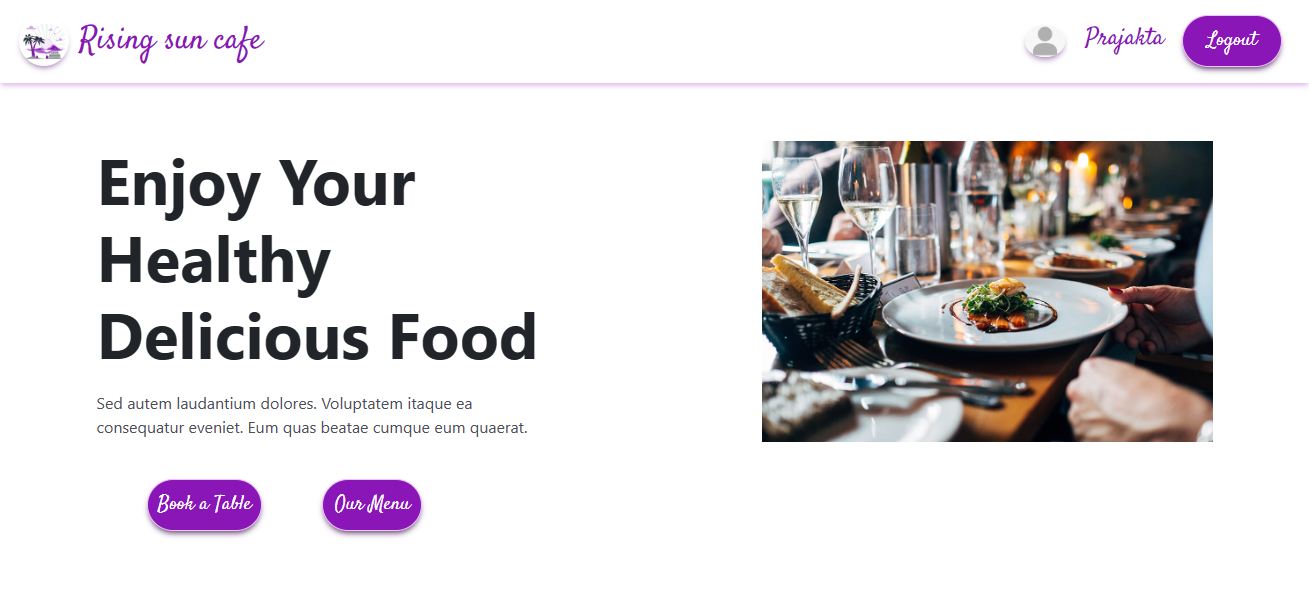 Rising sun cafe
Prajakta
Logout
Enjoy Your
Healthy
Delicious Food
Sed autem laudantium dolores. Voluptatem itaque ea
consequatur eveniet. Eum quas beatae cumque eum quaerat.
Book a Table
Our Menu